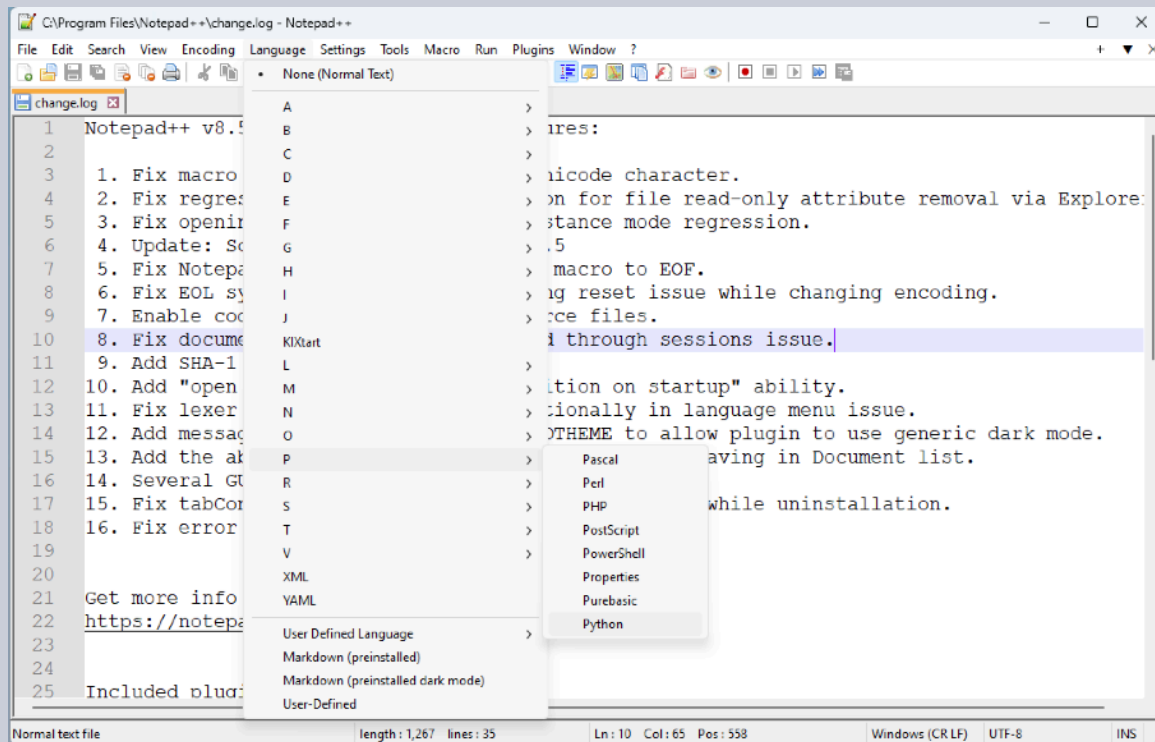 C:\Program Files\Notepad++\change.log - Notepad++
File Edit Search View Encoding Language Settings Tools Macro Run Plugins Window ?
change.log
None (Normal Text)
A
B
C
D
E
F
G
H
I
J
KIXtart
L
M
N
O
P
R
S
T
V
XML
YAML
User Defined Language
Markdown (preinstalled)
Markdown (preinstalled dark mode)
User-Defined
Pascal
Perl
PHP
PostScript
PowerShell
Properties
Purebasic
Python
1 Notepad++ v8.5 ures:
2
3 1. Fix macro nicode character.
4 2. Fix regres on for file read-only attribute removal via Explore
5 3. Fix openin stance mode regression.
6 4. Update: Sc .5
7 5. Fix Notepa macro to EOF.
8 6. Fix EOL sy ng reset issue while changing encoding.
9 7. Enable cod rce files.
10 8. Fix docume d through sessions issue.
11 9. Add SHA-1
12 10. Add "open ition on startup" ability.
13 11. Fix lexer tionally in language menu issue.
14 12. Add messag OTHEME to allow plugin to use generic dark mode.
15 13. Add the ab aving in Document list.
16 14. Several GU
17 15. Fix tabCon while uninstallation.
18 16. Fix error
19
20
21 Get more info
22 https://notepa
23
24
25 Included plugi
Normal text file length : 1,267 lines : 35 Ln : 10 Col : 65 Pos : 558 Windows (CR LF) UTF-8 INS